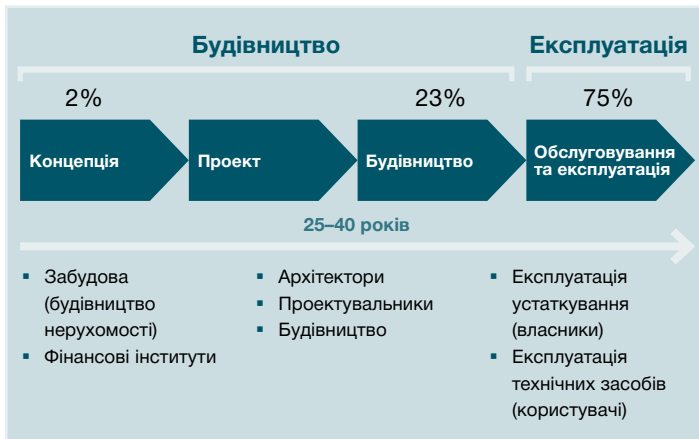 Будівництво
Експлуатація
2%
23%
75%
Концепція
Проект
Будівництво
Обслуговування
та експлуатація
25–40 років
▪ Забудова
(будівництво
нерухомості)
▪ Фінансові інститути
▪ Архітектори
▪ Проектувальники
▪ Будівництво
▪ Експлуатація
устаткування
(власники)
▪ Експлуатація
технічних засобів
(користувачі)